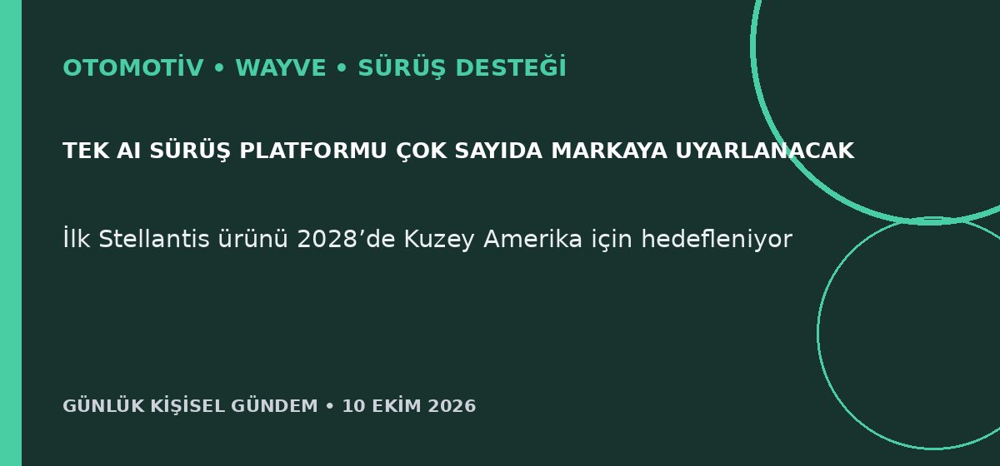 OTOMOTİV • WAYVE • SÜRÜŞ DESTEĞİ
TEK AI SÜRÜŞ PLATFORMU ÇOK SAYIDA MARKAYA UYARLANACAK
İlk Stellantis ürünü 2028’de Kuzey Amerika için hedefleniyor
GÜNLÜK KİŞİSEL GÜNDEM • 10 EKİM 2026